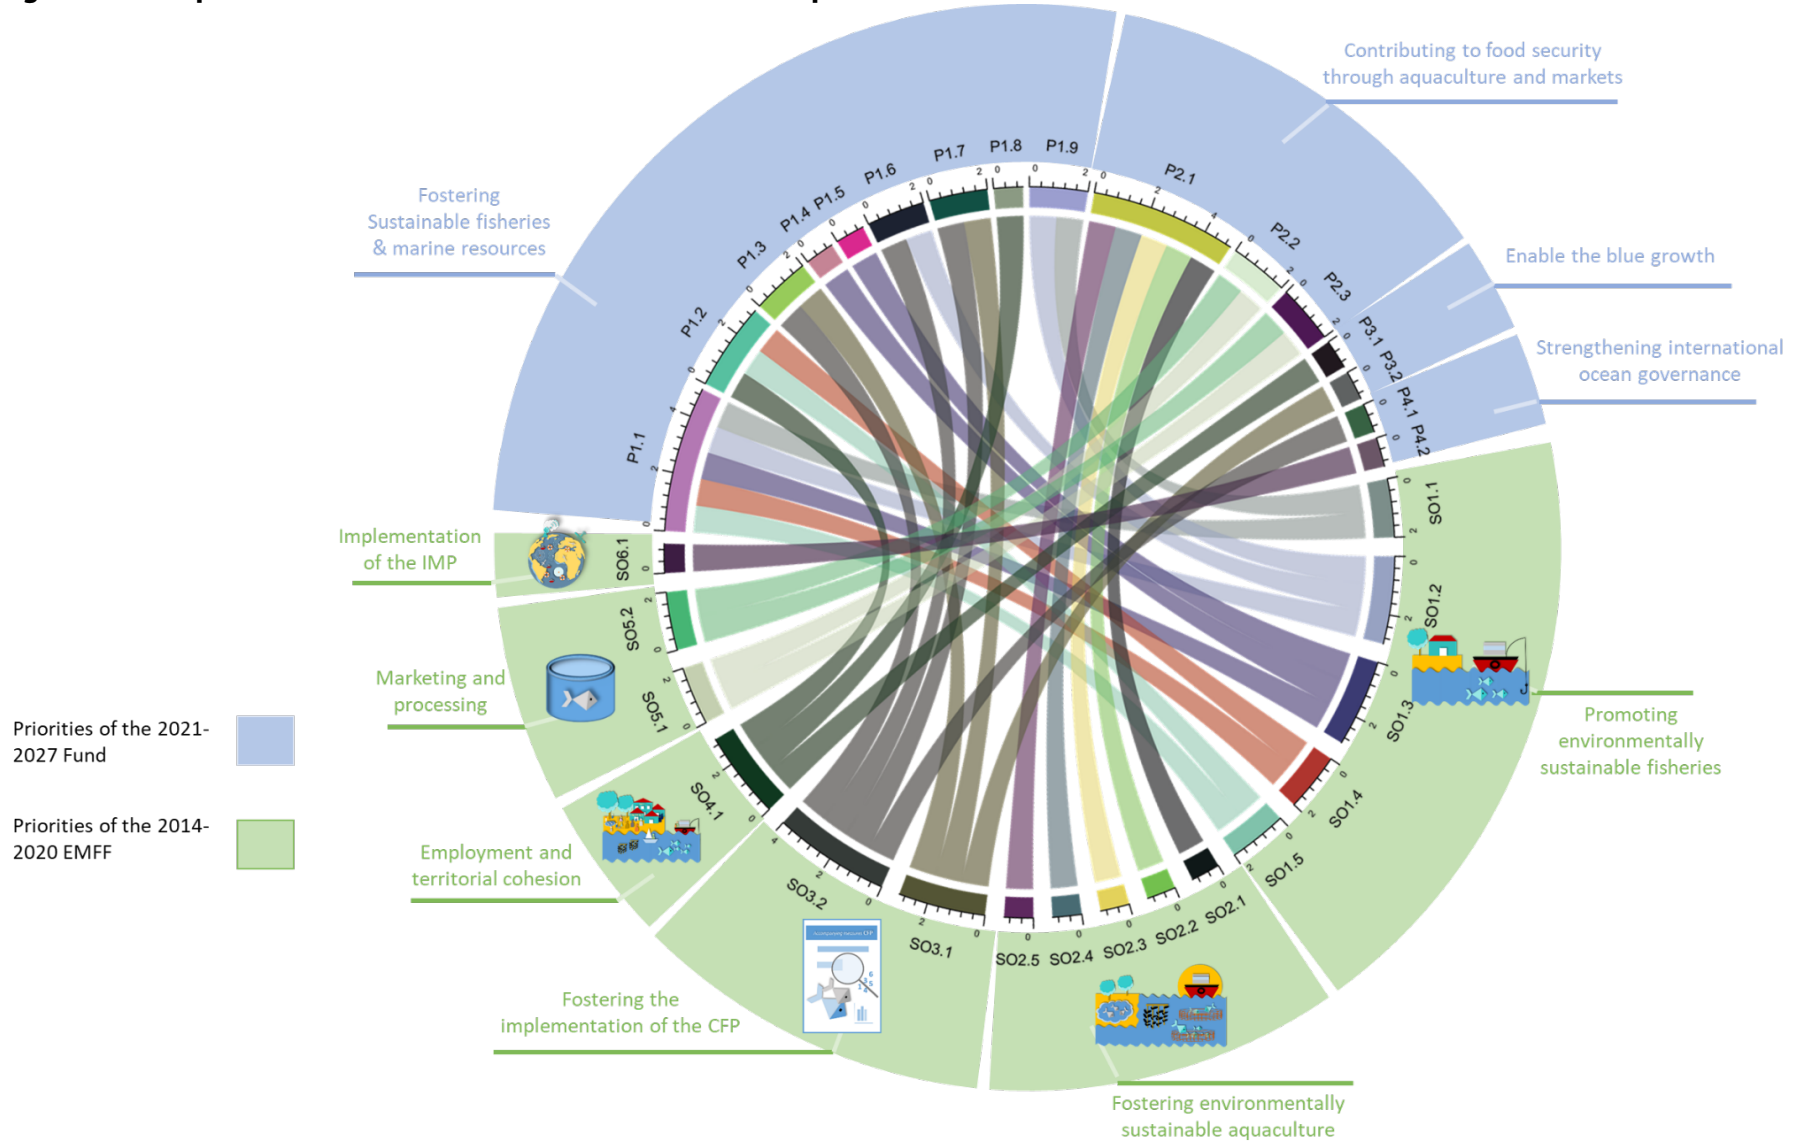 Contributing to food security
through aquaculture and markets
Fostering
Sustainable fisheries
& marine resources
Enable the blue growth
Strengthening international
ocean governance
P1.1
P1.2
P1.3
P1.4
P1.5
P1.6
P1.7
P1.8
P1.9
P2.1
P2.2
P2.3
P3.1
P3.2
P4.1
P4.2
SO1.1
SO1.2
SO1.3
SO1.4
SO1.5
SO2.1
SO2.2
SO2.3
SO2.4
SO2.5
SO3.1
SO3.2
SO4.1
SO5.1
SO5.2
SO6.1
Implementation
of the IMP
Marketing and
processing
Employment and
territorial cohesion
Fostering the
implementation of the CFP
Fostering environmentally
sustainable aquaculture
Promoting
environmentally
sustainable fisheries
Priorities of the 2021-
2027 Fund
Priorities of the 2014-
2020 EMFF